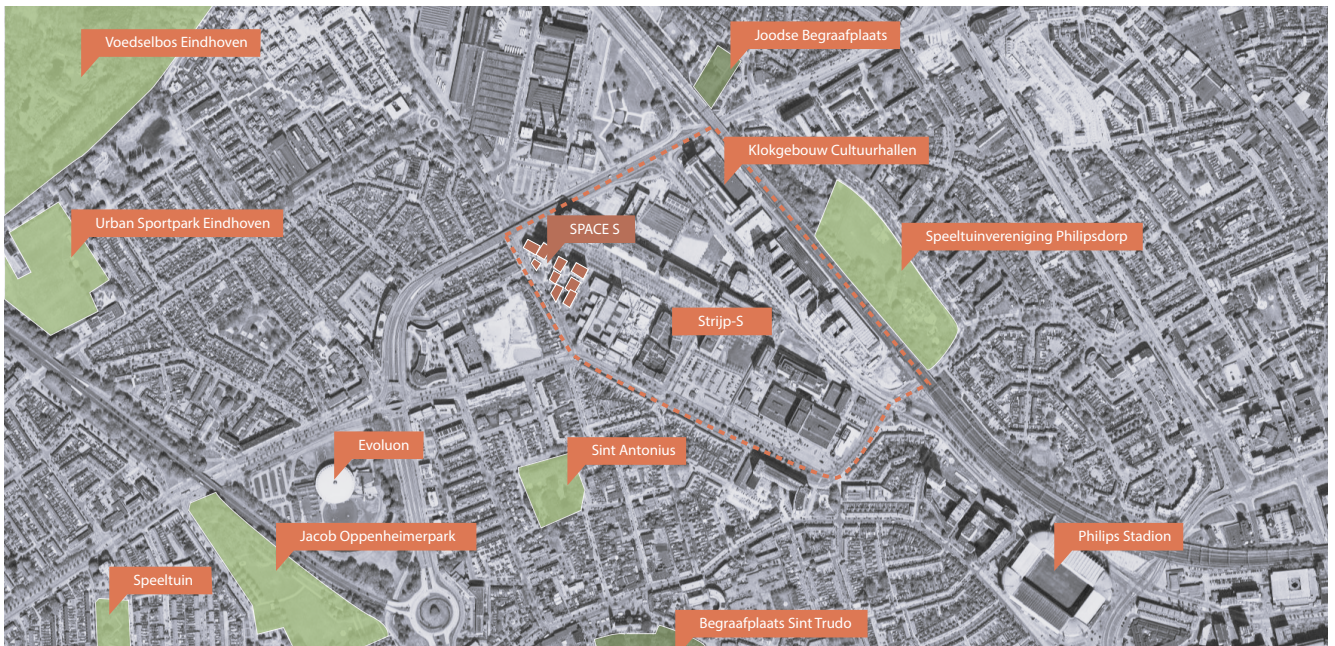 Voedselbos Eindhoven
Joodse Begraafplaats
Klokgebouw Cultuurhallen
Urban Sportpark Eindhoven
SPACE S
Speeltuinvereniging Philipsdorp
Strijp-S
Evoluon
Sint Antonius
Jacob Oppenheimerpark
Philips Stadion
Speeltuin
Begraafplaats Sint Trudo